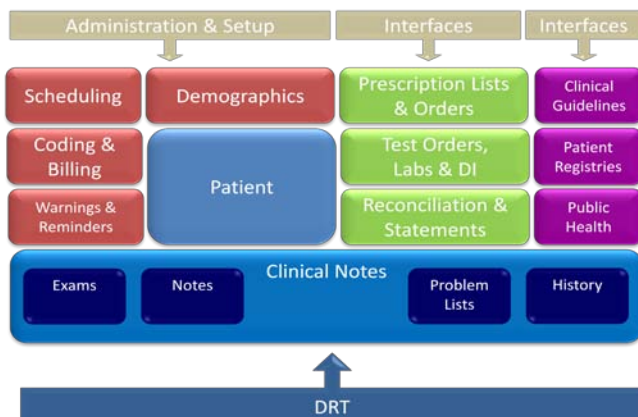 Administration & Setup
Interfaces
Interfaces
Scheduling
Demographics
Prescription Lists
& Orders
Clinical
Guidelines
Coding &
Billing
Patient
Test Orders,
Labs & DI
Patient
Registries
Warnings &
Reminders
Reconciliation &
Statements
Public
Health
Clinical Notes
Exams
Notes
Problem
Lists
History
DRT